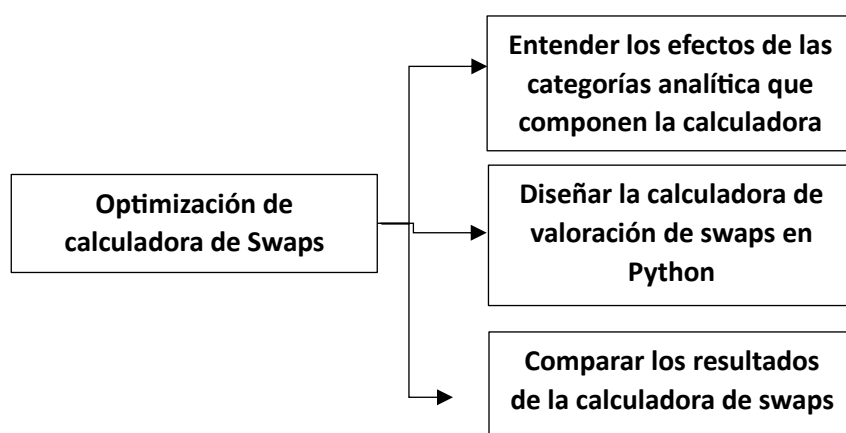 Entender los efectos de las
categorías analítica que
componen la calculadora
Optimización de
calculadora de Swaps
Diseñar la calculadora de
valoración de swaps en
Python
Comparar los resultados
de la calculadora de swaps